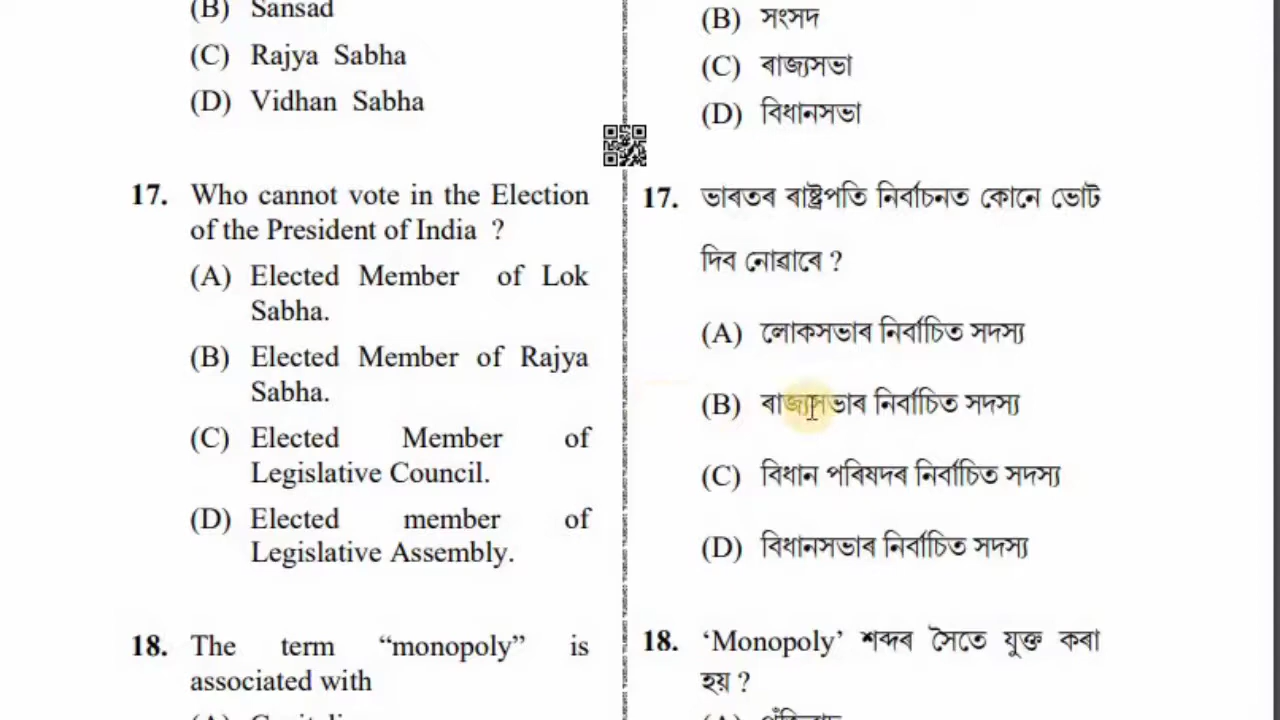 (B) Sansad
(C) Rajya Sabha
(D) Vidhan Sabha
17. Who cannot vote in the Election
of the President of India ?
(A) Elected Member of Lok
Sabha.
(B) Elected Member of Rajya
Sabha.
(C) Elected Member of
Legislative Council.
(D) Elected member of
Legislative Assembly.
18. The term “monopoly” is
associated with
(B) সংসদ
(C) ৰাজ্যসভা
(D) বিধানসভা
17. ভাৰতৰ ৰাষ্ট্ৰপতি নিৰ্বাচনত কোনে ভোট
দিব নোৱাৰে ?
(A) লোকসভাৰ নিৰ্বাচিত সদস্য
(B) ৰাজ্যসভাৰ নিৰ্বাচিত সদস্য
(C) বিধান পৰিষদৰ নিৰ্বাচিত সদস্য
(D) বিধানসভাৰ নিৰ্বাচিত সদস্য
18. ‘Monopoly’ শব্দৰ সৈতে যুক্ত কৰা
হয় ?